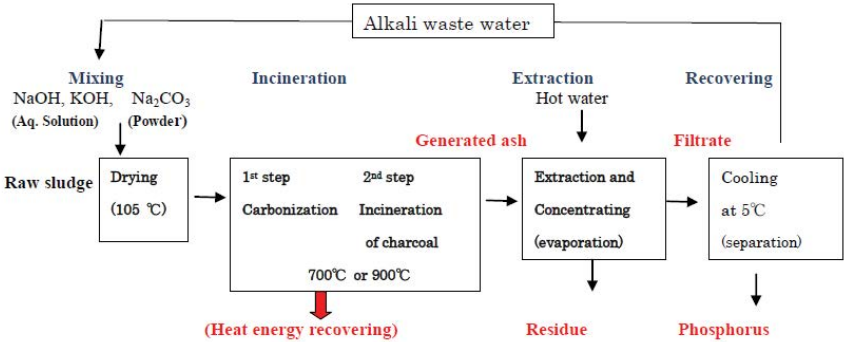 Alkali waste water
Mixing
Incineration
Extraction
Recovering
NaOH, KOH, Na₂CO₃
Hot water
(Aq. Solution) (Powder)
Generated ash
Filtrate
Raw sludge
Drying
(105 ℃)
1st step 2nd step
Carbonization Incineration
of charcoal
700℃ or 900℃
Extraction and
Concentrating
(evaporation)
Cooling
at 5℃
(separation)
(Heat energy recovering)
Residue
Phosphorus